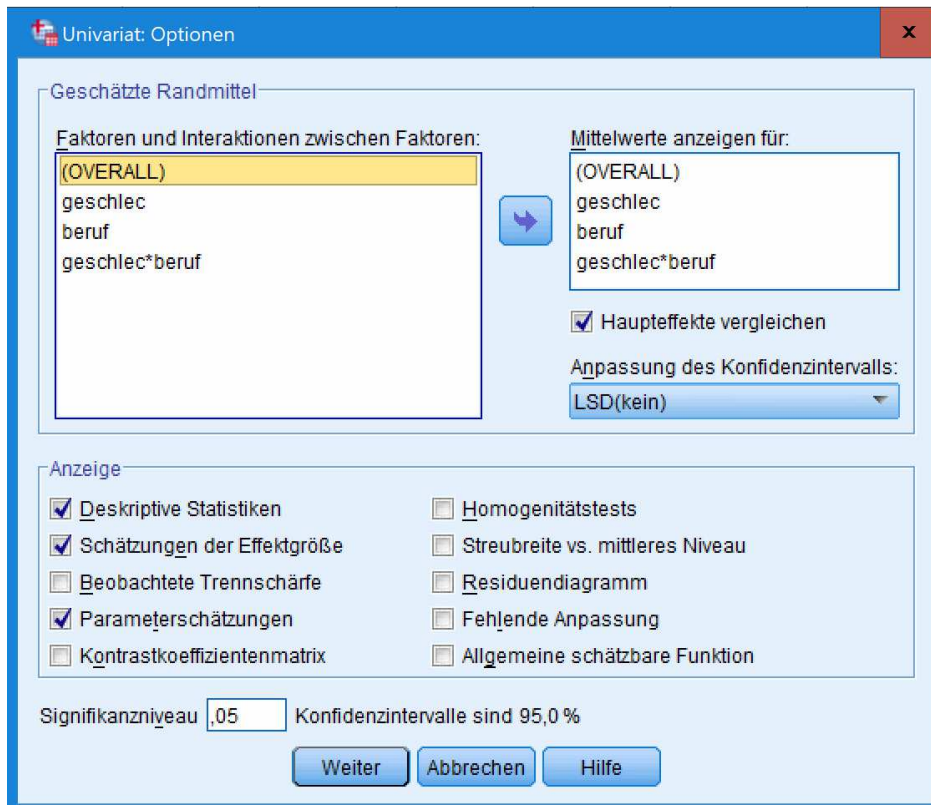 Univariat: Optionen
x
Geschätzte Randmittel
Faktoren und Interaktionen zwischen Faktoren:
(OVERALL)
geschlec
beruf
geschlec*beruf
Mittelwerte anzeigen für:
(OVERALL)
geschlec
beruf
geschlec*beruf
Haupteffekte vergleichen
Anpassung des Konfidenzintervalls:
LSD(kein)
Anzeige
Deskriptive Statistiken
Schätzungen der Effektgröße
Beobachtete Trennschärfe
Parameterschätzungen
Kontrastkoeffizientenmatrix
Homogenitätstests
Streubreite vs. mittleres Niveau
Residuendiagramm
Fehlende Anpassung
Allgemeine schätzbare Funktion
Signifikanzniveau ,05 Konfidenzintervalle sind 95,0 %
Weiter Abbrechen Hilfe